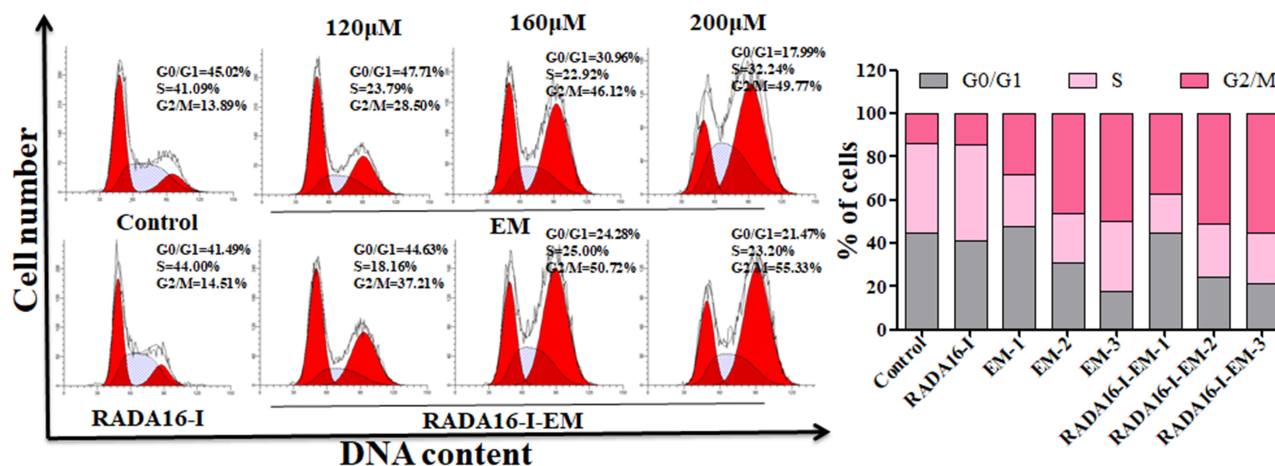 120μM
160μM
200μM
G0/G1=45.02%
S=41.09%
G2/M=13.89%
G0/G1=47.71%
S=23.79%
G2/M=28.50%
G0/G1=30.96%
S=22.92%
G2/M=46.12%
G0/G1=17.99%
S=32.24%
G2/M=49.77%
Control
EM
G0/G1=41.49%
S=44.00%
G2/M=14.51%
G0/G1=44.63%
S=18.16%
G2/M=37.21%
G0/G1=24.28%
S=25.00%
G2/M=50.72%
G0/G1=21.47%
S=23.20%
G2/M=55.33%
RADA16-I
RADA16-I-EM
Cell number
DNA content
G0/G1
S
G2/M
% of cells
120
100
80
60
40
20
0
Control
RADA16-I
EM-1
EM-2
EM-3
RADA16-I-EM-1
RADA16-I-EM-2
RADA16-I-EM-3